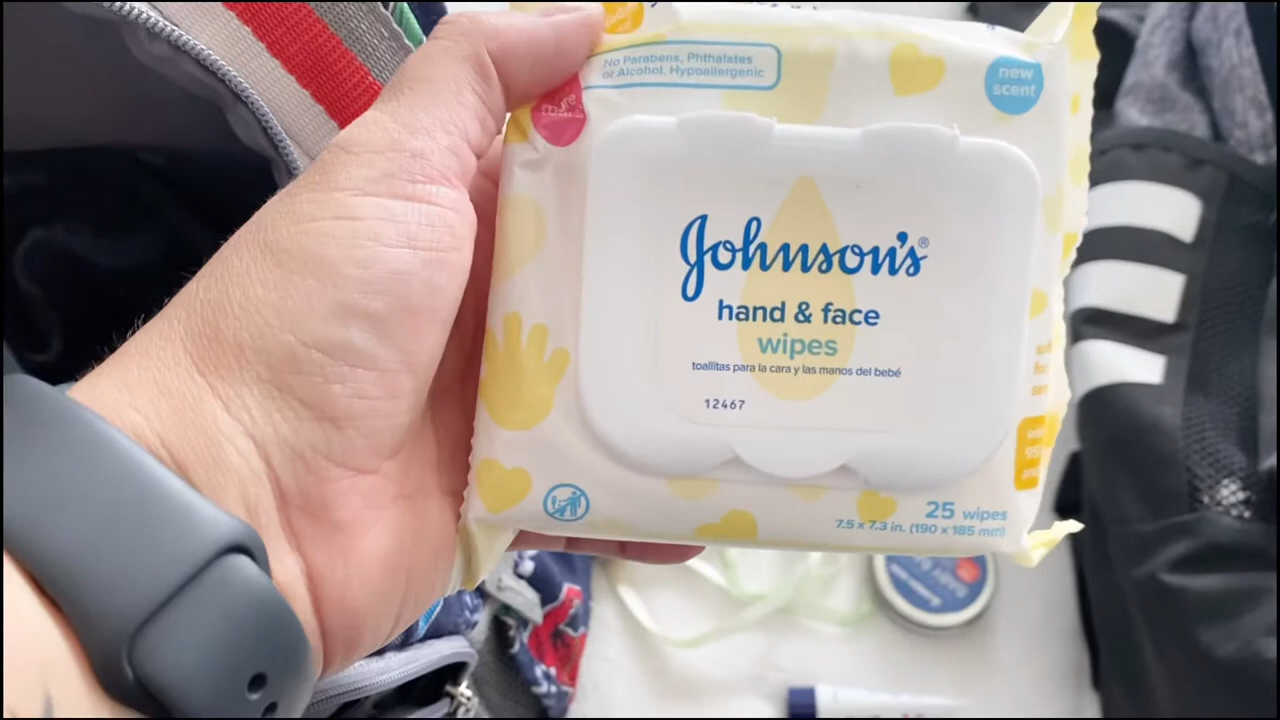 No Parabens, Phthalates
or Alcohol, Hypoallergenic
new
scent
Johnson's®
hand & face
wipes
toallitas para la cara y las manos del bebé
12467
25 wipes
7.5 x 7.3 in. (190 x 185 mm)